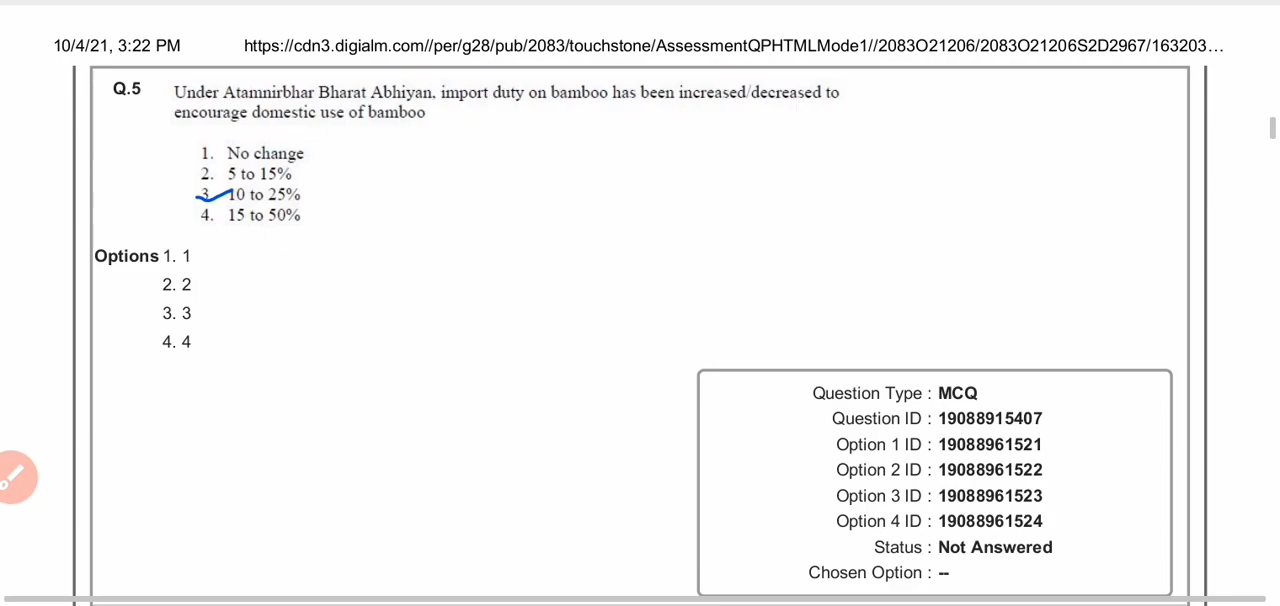 10/4/21, 3:22 PM https://cdn3.digialm.com//per/g28/pub/2083/touchstone/AssessmentQPHTMLMode1//2083O21206/2083O21206S2D2967/163203…
Q.5 Under Atamnirbhar Bharat Abhiyan, import duty on bamboo has been increased/decreased to
encourage domestic use of bamboo
1. No change
2. 5 to 15%
3. 10 to 25%
4. 15 to 50%
Options 1. 1
2. 2
3. 3
4. 4
Question Type : MCQ
Question ID : 19088915407
Option 1 ID : 19088961521
Option 2 ID : 19088961522
Option 3 ID : 19088961523
Option 4 ID : 19088961524
Status : Not Answered
Chosen Option : --